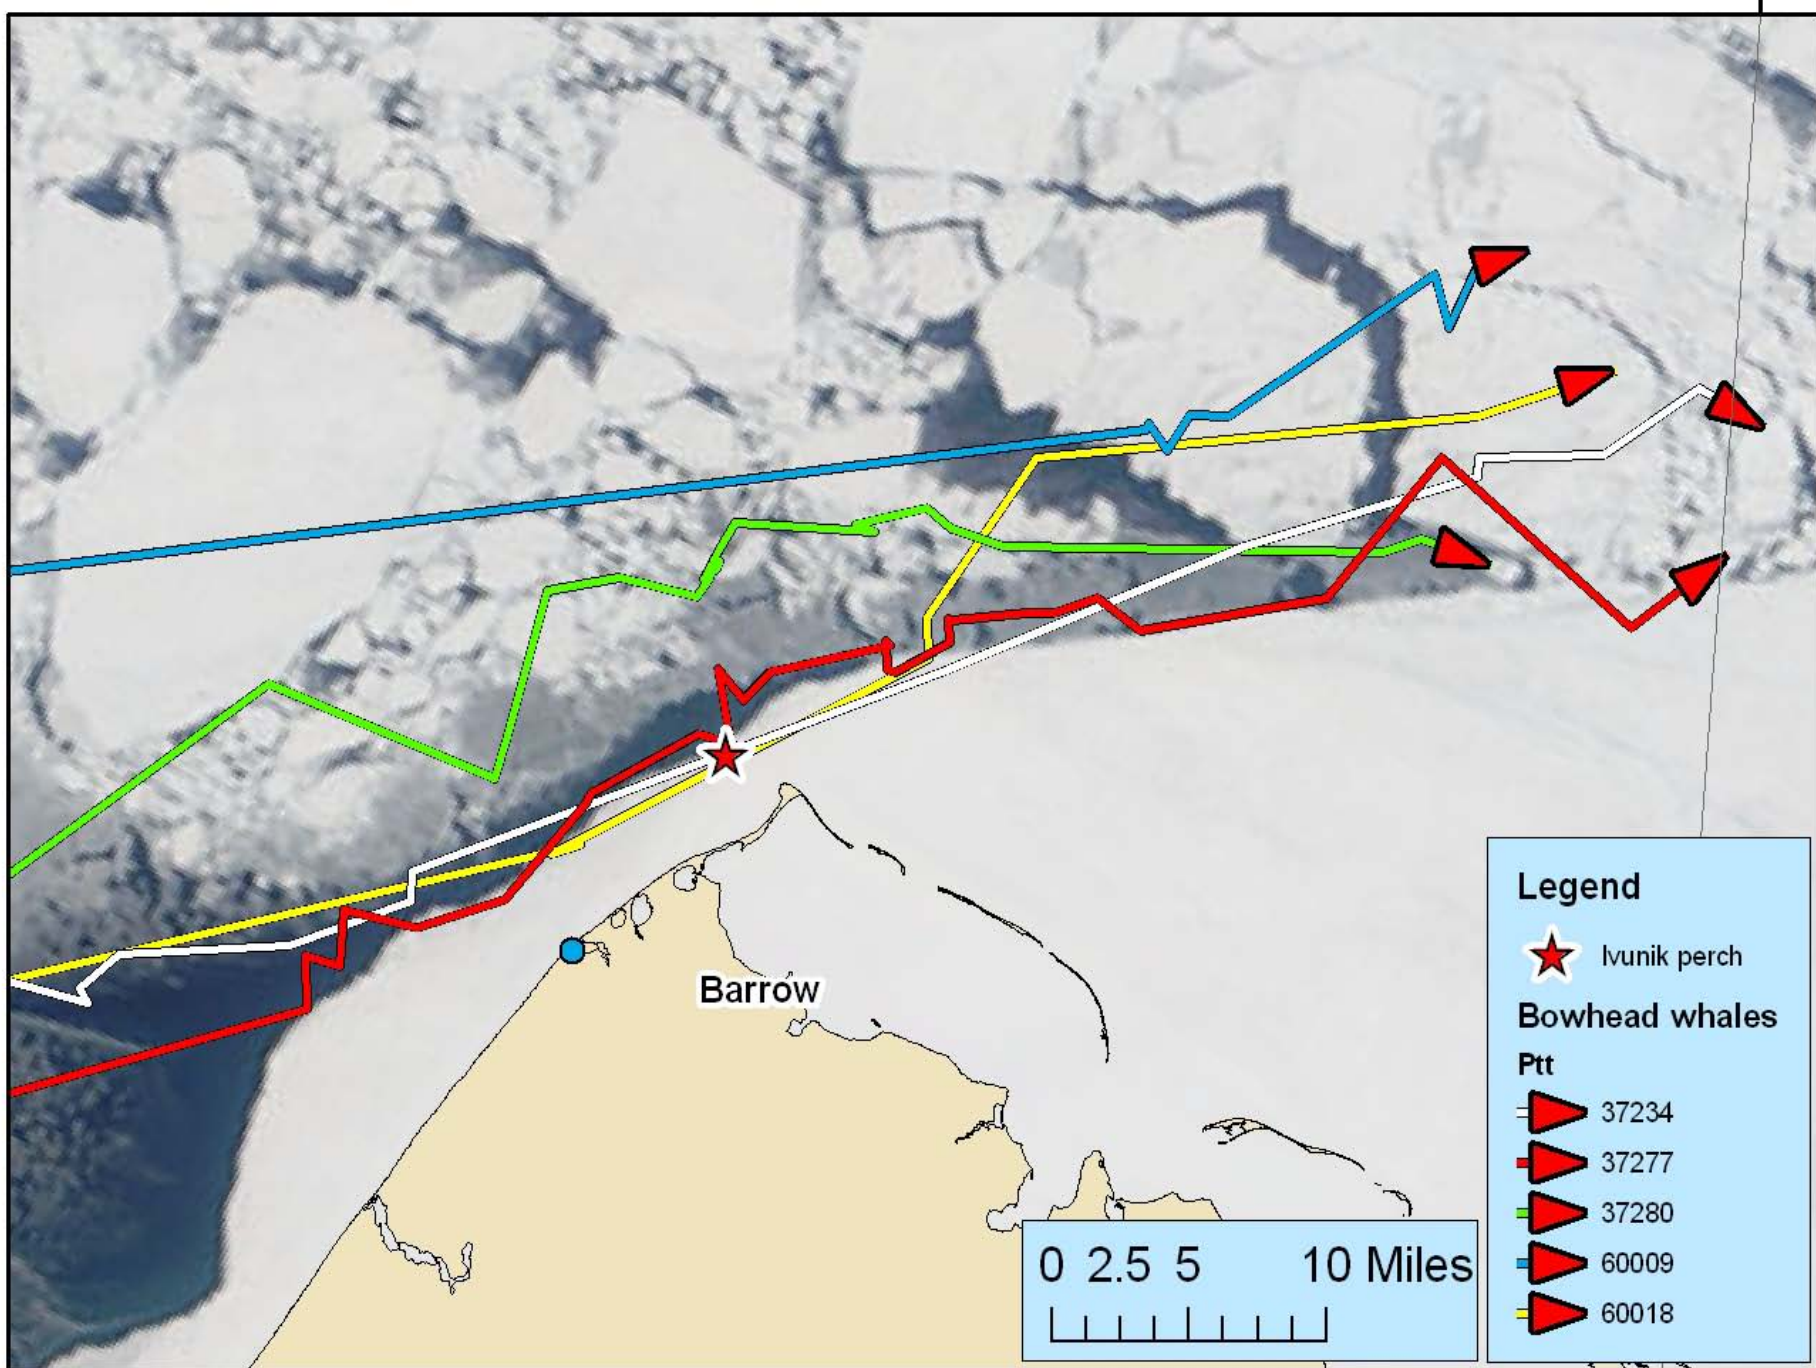 Barrow
Legend
Ivunik perch
Bowhead whales
Ptt
37234
37277
37280
60009
60018
0 2.5 5 10 Miles